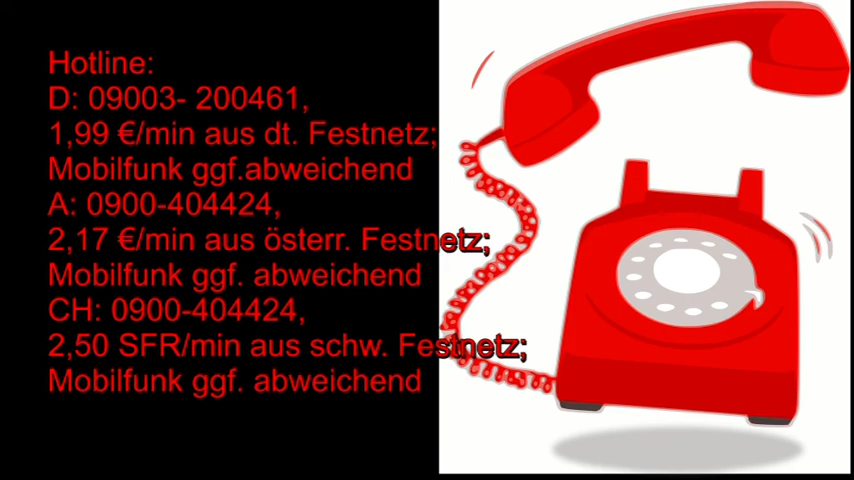 Hotline:
D: 09003- 200461,
1,99 €/min aus dt. Festnetz;
Mobilfunk ggf.abweichend
A: 0900-404424,
2,17 €/min aus österr. Festnetz;
Mobilfunk ggf. abweichend
CH: 0900-404424,
2,50 SFR/min aus schw. Festnetz;
Mobilfunk ggf. abweichend